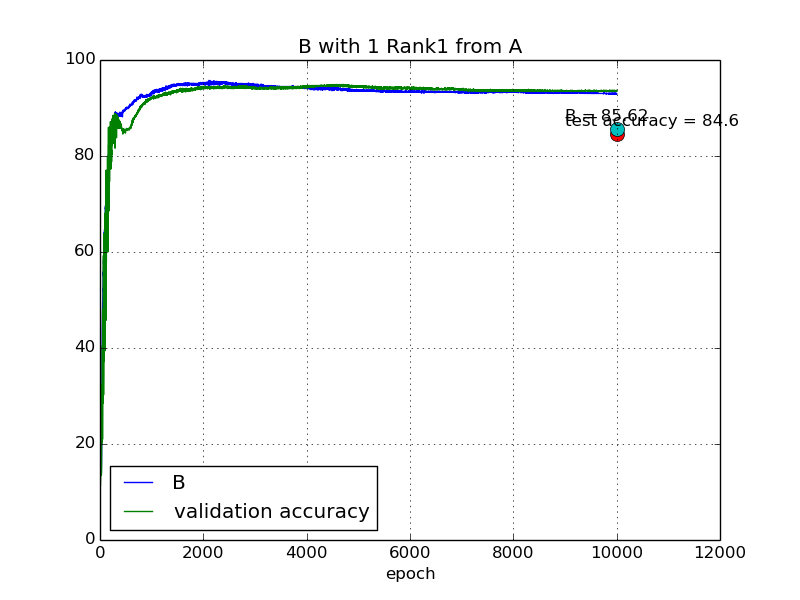 B with 1 Rank1 from A
100
80
60
40
20
0
B = 85.62
test accuracy = 84.6
B
validation accuracy
0
2000
4000
6000
8000
10000
12000
epoch